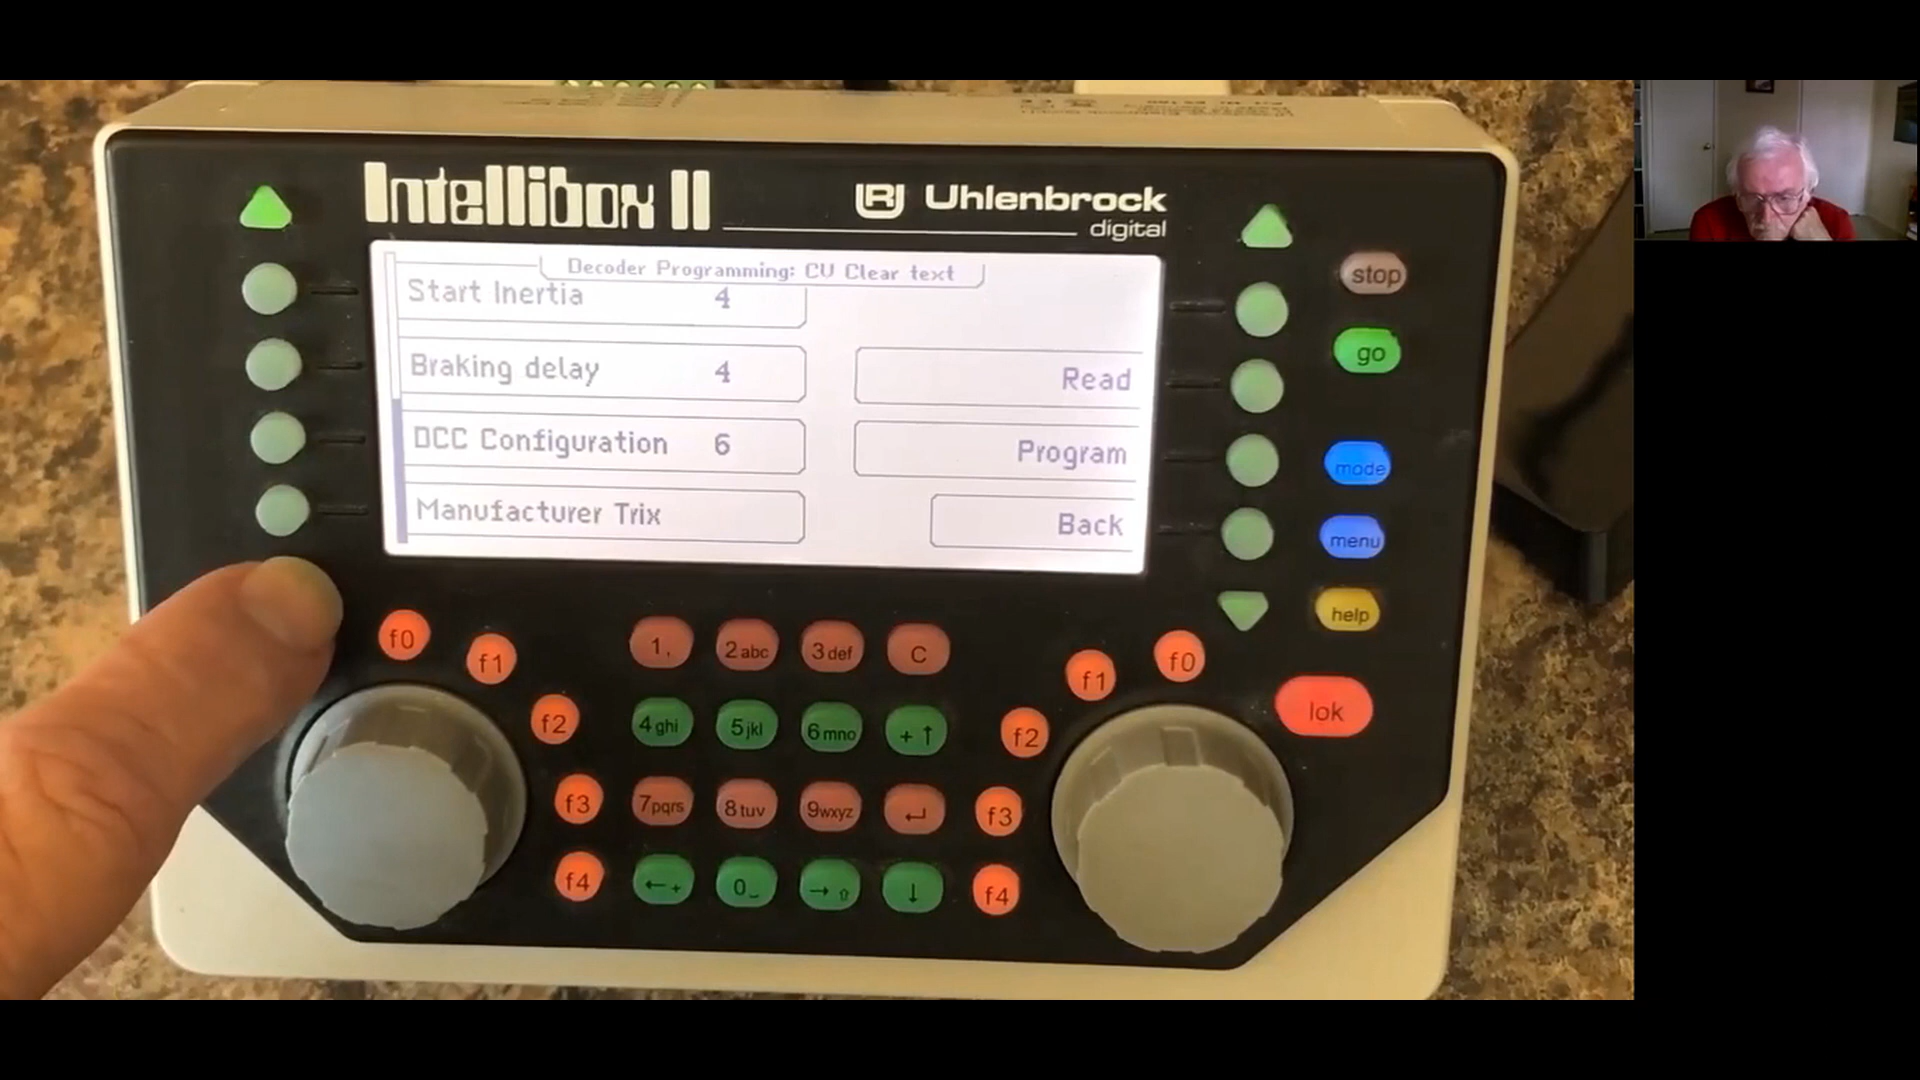 Intellibox II
Uhlenbrock
digital
Decoder Programming: CV Clear text
Start Inertia 4
Braking delay 4
Read
DCC Configuration 6
Program
Manufacturer Trix
Back
stop
go
mode
menu
help
lok
f0
f1
f2
f3
f4
1,
2abc
3def
C
4ghi
5jkl
6mno
+↑
7pqrs
8tuv
9wxyz
↵
←+
0⎵
→⇧
↓
f0
f1
f2
f3
f4